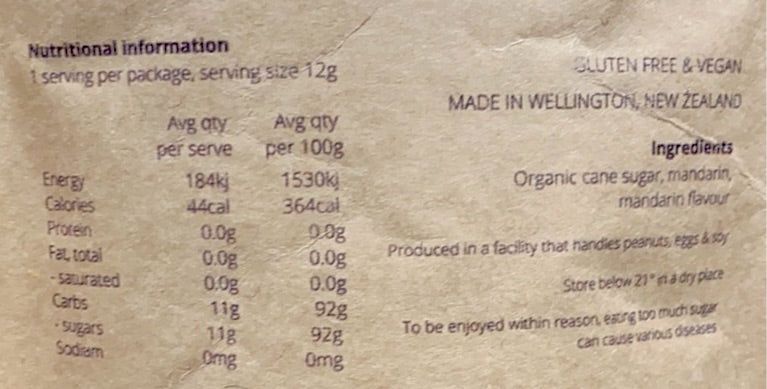 Nutritional information
1 serving per package, serving size 12g
Avg qty Avg qty
per serve per 100g
Energy 184kj 1530kj
Calories 44cal 364cal
Protein 0.0g 0.0g
Fat, total 0.0g 0.0g
- saturated 0.0g 0.0g
Carbs 11g 92g
- sugars 11g 92g
Sodium 0mg 0mg
GLUTEN FREE & VEGAN
MADE IN WELLINGTON, NEW ZEALAND
Ingredients
Organic cane sugar, mandarin,
mandarin flavour
Produced in a facility that handles peanuts, eggs & soy
Store below 21° in a dry place
To be enjoyed within reason, eating too much sugar
can cause various diseases